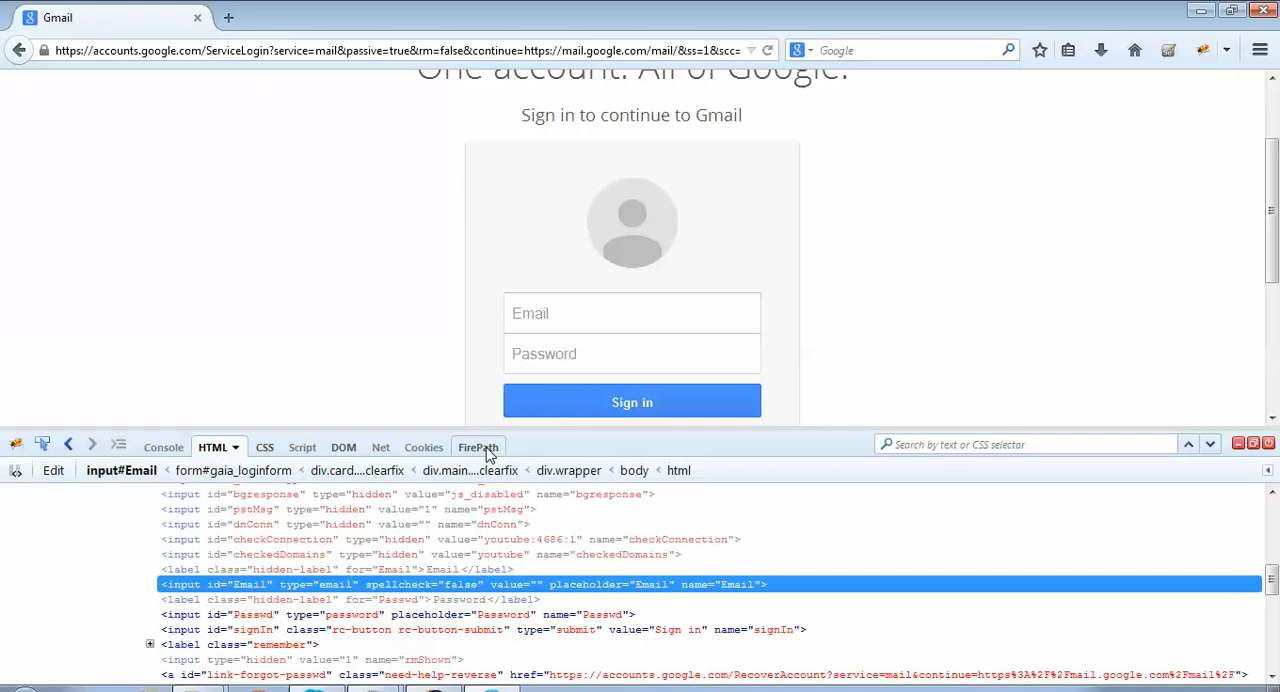 Gmail
https://accounts.google.com/ServiceLogin?service=mail&passive=true&rm=false&continue=https://mail.google.com/mail/&ss=1&scc=
Google
One account. All of Google.
Sign in to continue to Gmail
Email
Password
Sign in
Console HTML CSS Script DOM Net Cookies FirePath
Search by text or CSS selector
Edit input#Email < form#gaia_loginform < div.card....clearfix < div.main....clearfix < div.wrapper < body < html
<input id="bgresponse" type="hidden" value="js_disabled" name="bgresponse">
<input id="pstMsg" type="hidden" value="1" name="pstMsg">
<input id="dnConn" type="hidden" value="" name="dnConn">
<input id="checkConnection" type="hidden" value="youtube:4686:1" name="checkConnection">
<input id="checkedDomains" type="hidden" value="youtube" name="checkedDomains">
<label class="hidden-label" for="Email">Email</label>
<input id="Email" type="email" spellcheck="false" value="" placeholder="Email" name="Email">
<label class="hidden-label" for="Passwd">Password</label>
<input id="Passwd" type="password" placeholder="Password" name="Passwd">
<input id="signIn" class="rc-button rc-button-submit" type="submit" value="Sign in" name="signIn">
<label class="remember">
<input type="hidden" value="1" name="rmShown">
<a id="link-forgot-passwd" class="need-help-reverse" href="https://accounts.google.com/RecoverAccount?service=mail&continue=https%3A%2F%2Fmail.google.com%2Fmail%2F">